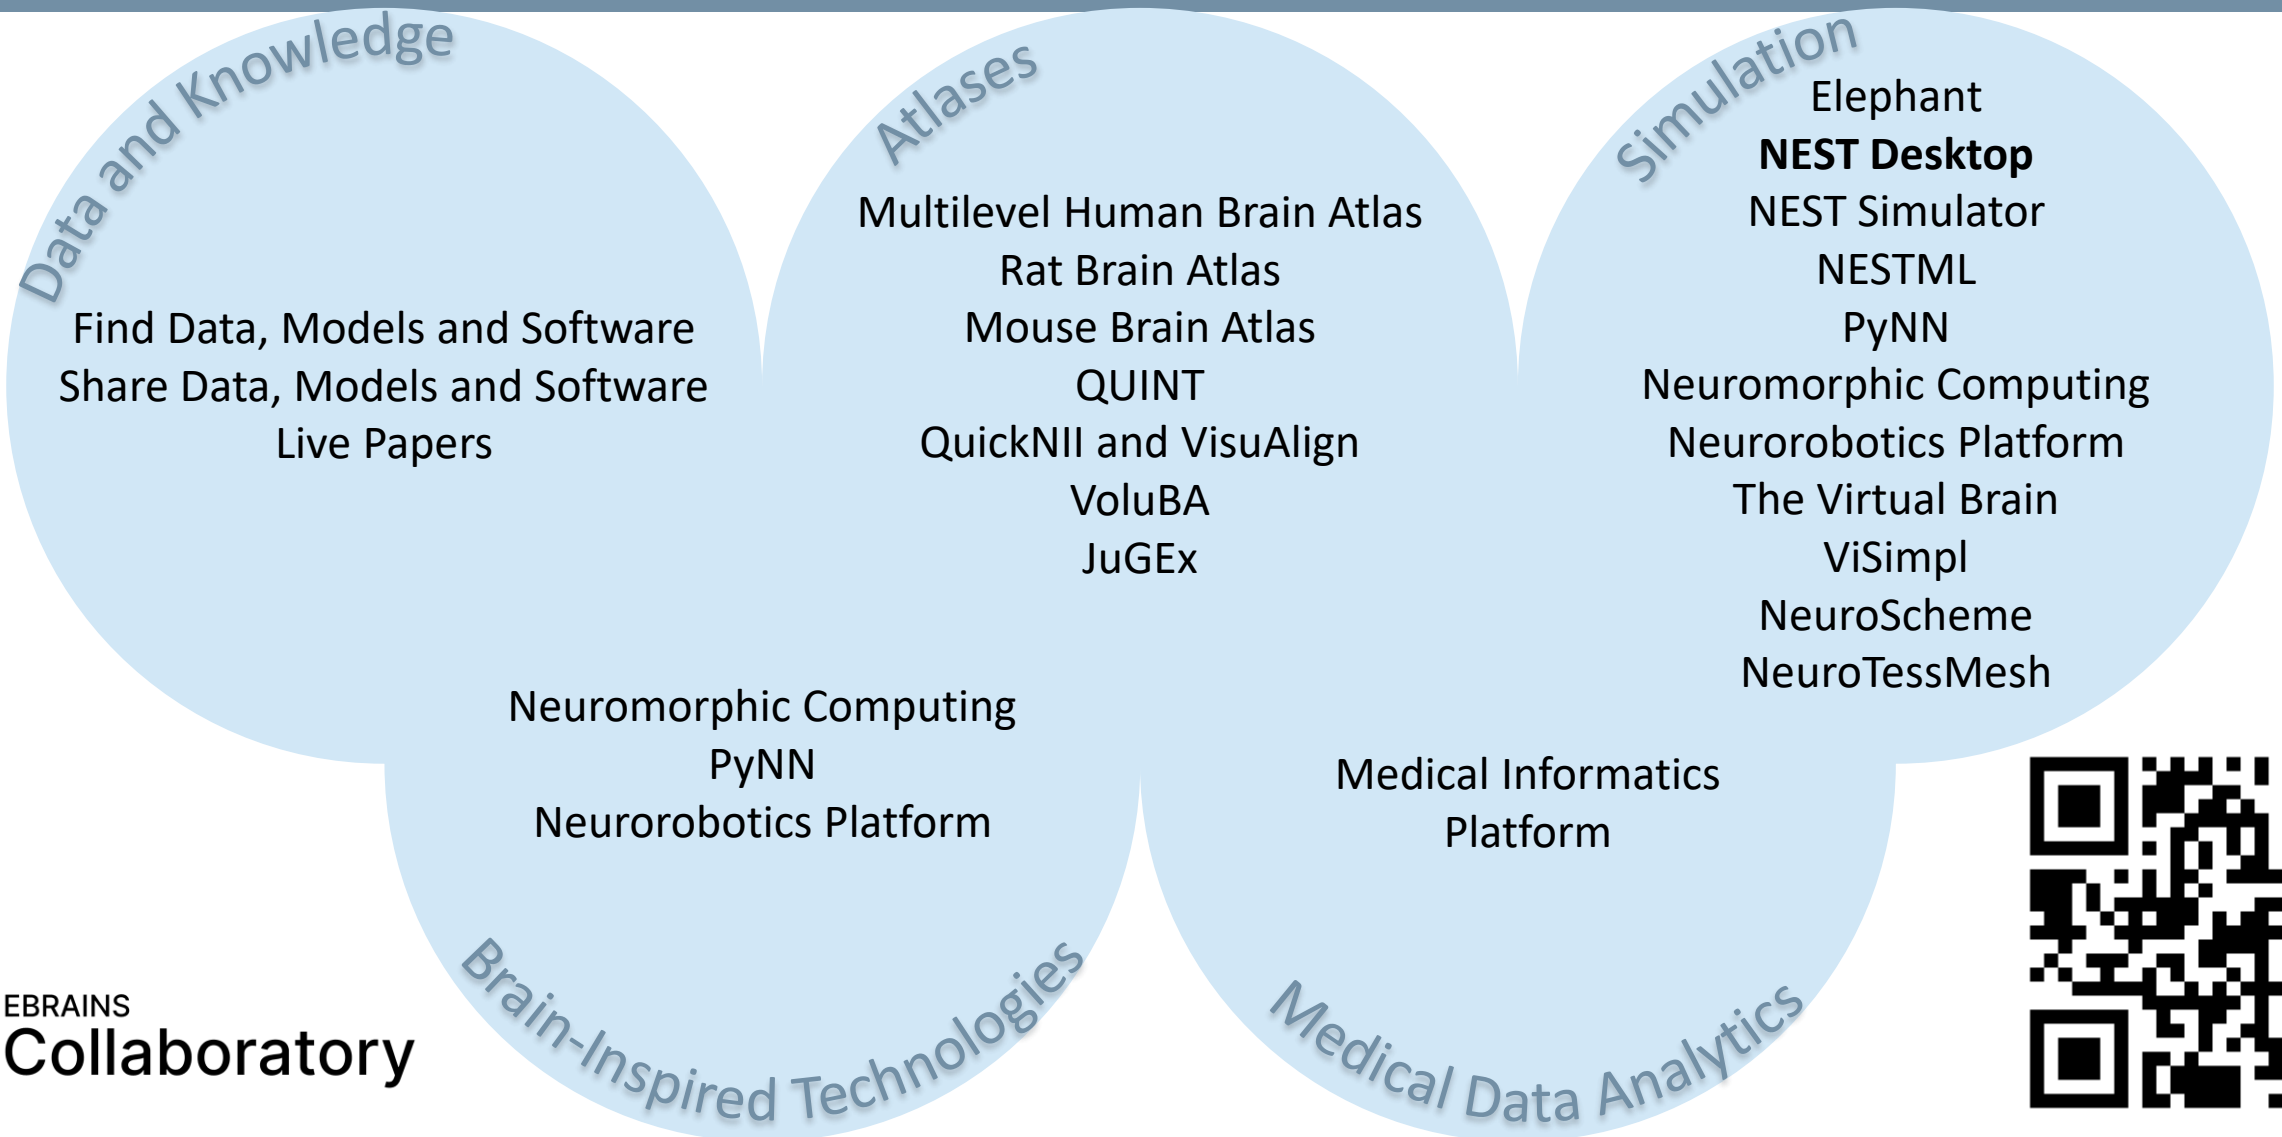 Data and Knowledge
Find Data, Models and Software
Share Data, Models and Software
Live Papers
Atlases
Multilevel Human Brain Atlas
Rat Brain Atlas
Mouse Brain Atlas
QUINT
QuickNII and VisuAlign
VoluBA
JuGEx
Simulation
Elephant
NEST Desktop
NEST Simulator
NESTML
PyNN
Neuromorphic Computing
Neurorobotics Platform
The Virtual Brain
ViSimpl
NeuroScheme
NeuroTessMesh
Neuromorphic Computing
PyNN
Neurorobotics Platform
Brain-Inspired Technologies
Medical Informatics
Platform
Medical Data Analytics
EBRAINS
Collaboratory